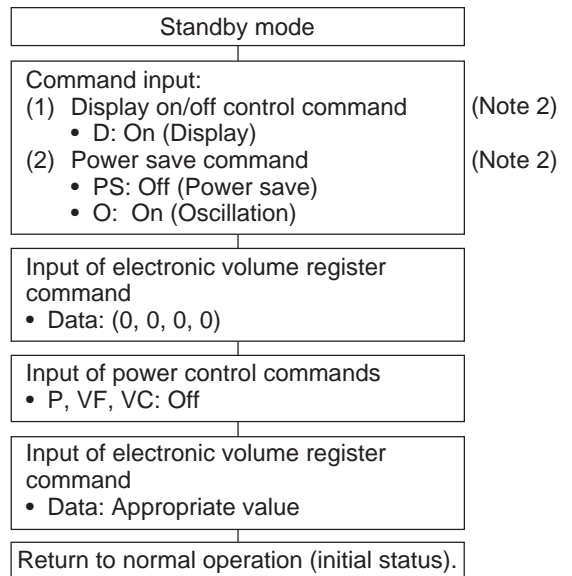 Standby mode
Command input:
(1) Display on/off control command (Note 2)
• D: On (Display)
(2) Power save command (Note 2)
• PS: Off (Power save)
• O: On (Oscillation)
Input of electronic volume register
command
• Data: (0, 0, 0, 0)
Input of power control commands
• P, VF, VC: Off
Input of electronic volume register
command
• Data: Appropriate value
Return to normal operation (initial status).